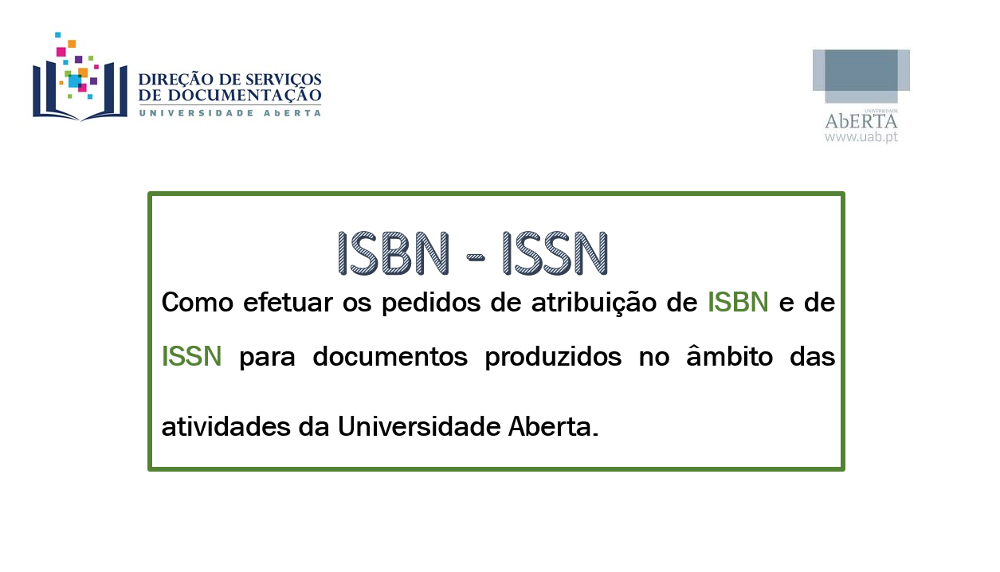 DIREÇÃO DE SERVIÇOS
DE DOCUMENTAÇÃO
UNIVERSIDADE AbERTA
UNIVERSIDADE
AbERTA
www.uab.pt
ISBN - ISSN
Como efetuar os pedidos de atribuição de ISBN e de
ISSN para documentos produzidos no âmbito das
atividades da Universidade Aberta.